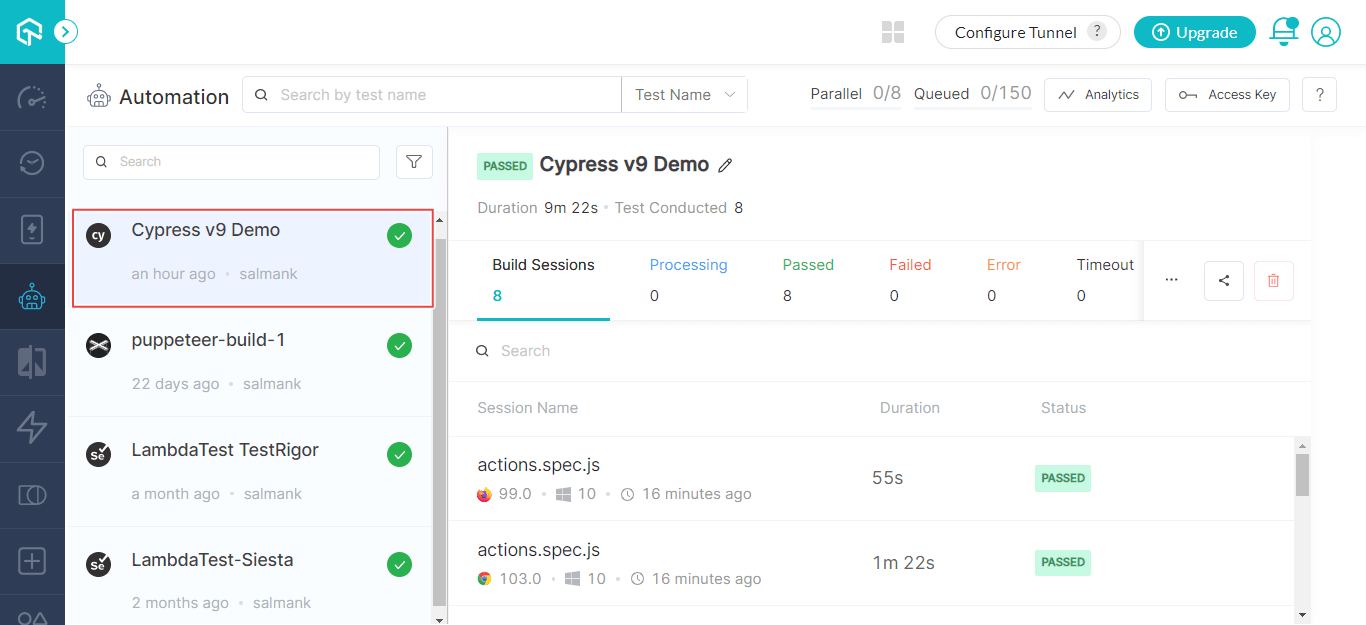 Configure Tunnel ?
Upgrade
Automation
Search by test name
Test Name
Parallel 0/8
Queued 0/150
Analytics
Access Key
?
Search
cy
Cypress v9 Demo
an hour ago • salmank
puppeteer-build-1
22 days ago • salmank
Se
LambdaTest TestRigor
a month ago • salmank
Se
LambdaTest-Siesta
2 months ago • salmank
PASSED Cypress v9 Demo
Duration 9m 22s • Test Conducted 8
Build Sessions Processing Passed Failed Error Timeout
8 0 8 0 0 0
...
Search
Session Name Duration Status
actions.spec.js
55s
PASSED
99.0 • 10 • 16 minutes ago
actions.spec.js
1m 22s
PASSED
103.0 • 10 • 16 minutes ago